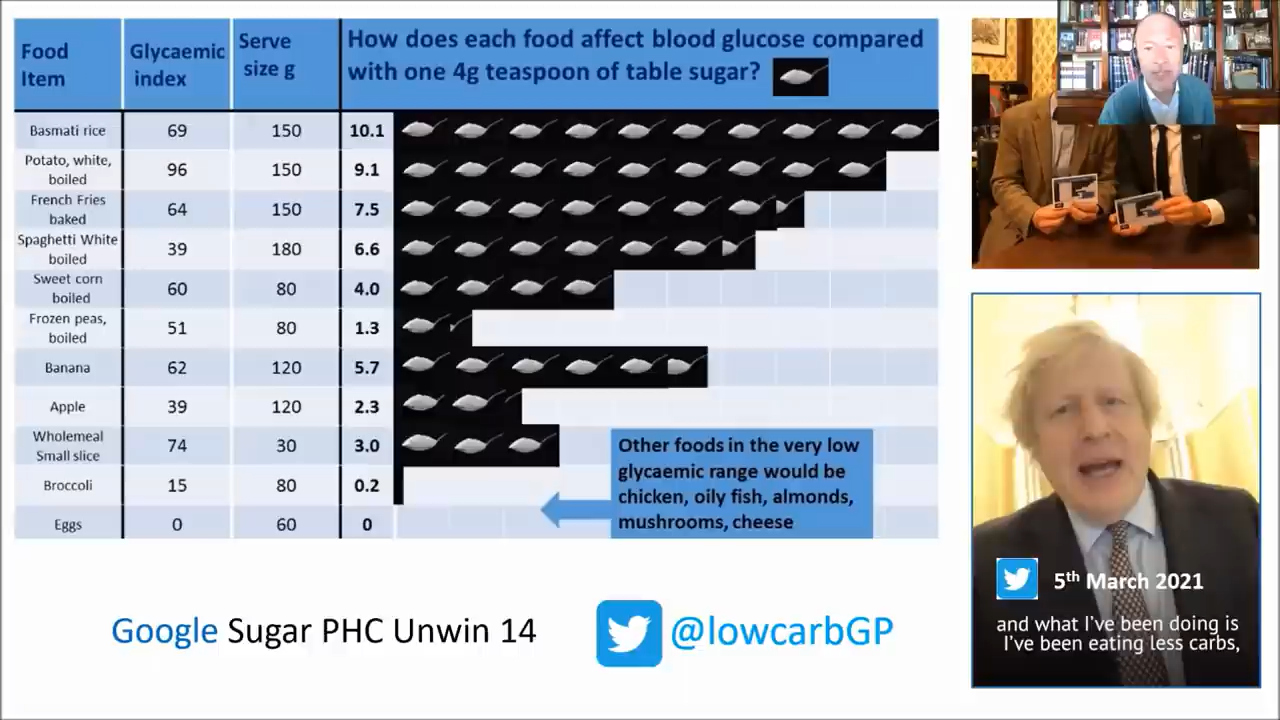 Food Item
Glycaemic index
Serve size g
How does each food affect blood glucose compared
with one 4g teaspoon of table sugar?
Basmati rice 69 150 10.1
Potato, white, boiled 96 150 9.1
French Fries baked 64 150 7.5
Spaghetti White boiled 39 180 6.6
Sweet corn boiled 60 80 4.0
Frozen peas, boiled 51 80 1.3
Banana 62 120 5.7
Apple 39 120 2.3
Wholemeal Small slice 74 30 3.0
Broccoli 15 80 0.2
Eggs 0 60 0
Other foods in the very low
glycaemic range would be
chicken, oily fish, almonds,
mushrooms, cheese
Google Sugar PHC Unwin 14
@lowcarbGP
5th March 2021
and what I've been doing is
I've been eating less carbs,